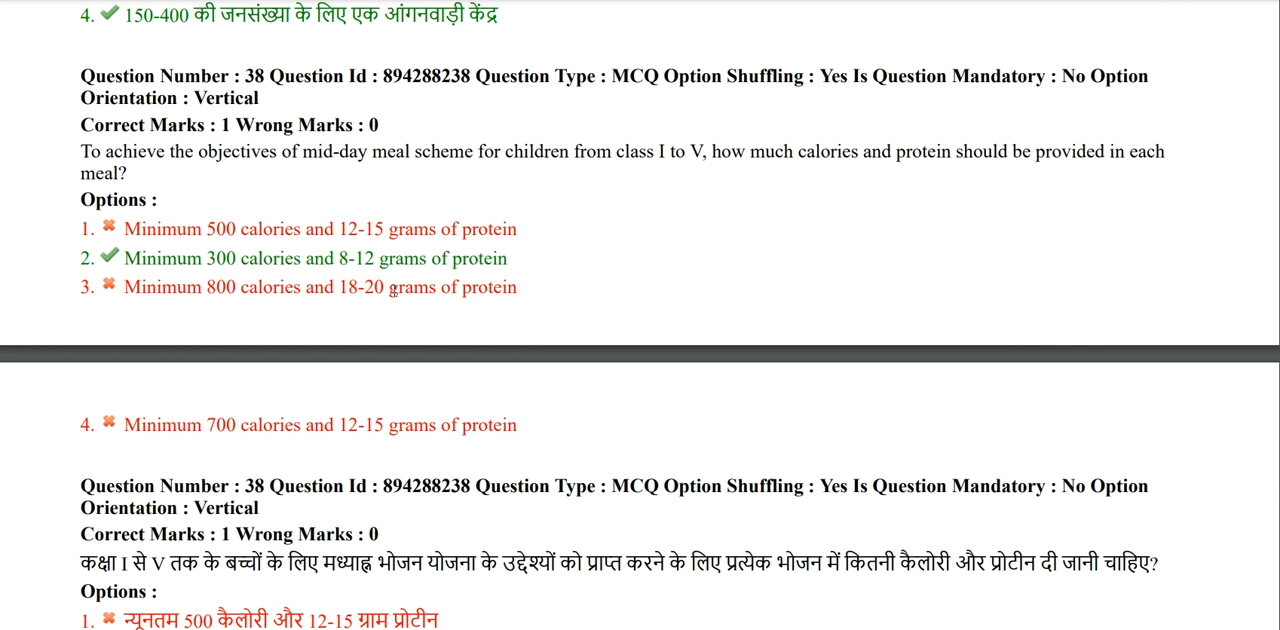 4. ✔ 150-400 की जनसंख्या के लिए एक आंगनवाड़ी केंद्र
Question Number : 38 Question Id : 894288238 Question Type : MCQ Option Shuffling : Yes Is Question Mandatory : No Option
Orientation : Vertical
Correct Marks : 1 Wrong Marks : 0
To achieve the objectives of mid-day meal scheme for children from class I to V, how much calories and protein should be provided in each
meal?
Options :
1. ✖ Minimum 500 calories and 12-15 grams of protein
2. ✔ Minimum 300 calories and 8-12 grams of protein
3. ✖ Minimum 800 calories and 18-20 grams of protein
4. ✖ Minimum 700 calories and 12-15 grams of protein
Question Number : 38 Question Id : 894288238 Question Type : MCQ Option Shuffling : Yes Is Question Mandatory : No Option
Orientation : Vertical
Correct Marks : 1 Wrong Marks : 0
कक्षा I से V तक के बच्चों के लिए मध्याह्न भोजन योजना के उद्देश्यों को प्राप्त करने के लिए प्रत्येक भोजन में कितनी कैलोरी और प्रोटीन दी जानी चाहिए?
Options :
1. ✖ न्यूनतम 500 कैलोरी और 12-15 ग्राम प्रोटीन